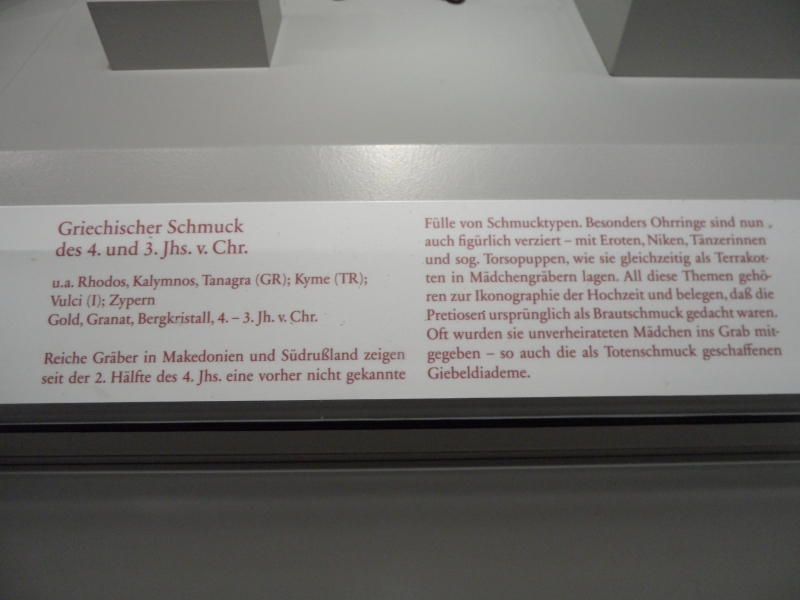 Griechischer Schmuck
des 4. und 3. Jhs. v. Chr.
u.a. Rhodos, Kalymnos, Tanagra (GR); Kyme (TR);
Vulci (I); Zypern
Gold, Granat, Bergkristall, 4. – 3. Jh. v. Chr.
Reiche Gräber in Makedonien und Südrußland zeigen
seit der 2. Hälfte des 4. Jhs. eine vorher nicht gekannte
Fülle von Schmucktypen. Besonders Ohrringe sind nun
auch figürlich verziert – mit Eroten, Niken, Tänzerinnen
und sog. Torsopuppen, wie sie gleichzeitig als Terrakot-
ten in Mädchengräbern lagen. All diese Themen gehö-
ren zur Ikonographie der Hochzeit und belegen, daß die
Pretiosen ursprünglich als Brautschmuck gedacht waren.
Oft wurden sie unverheirateten Mädchen ins Grab mit-
gegeben – so auch die als Totenschmuck geschaffenen
Giebeldiademe.